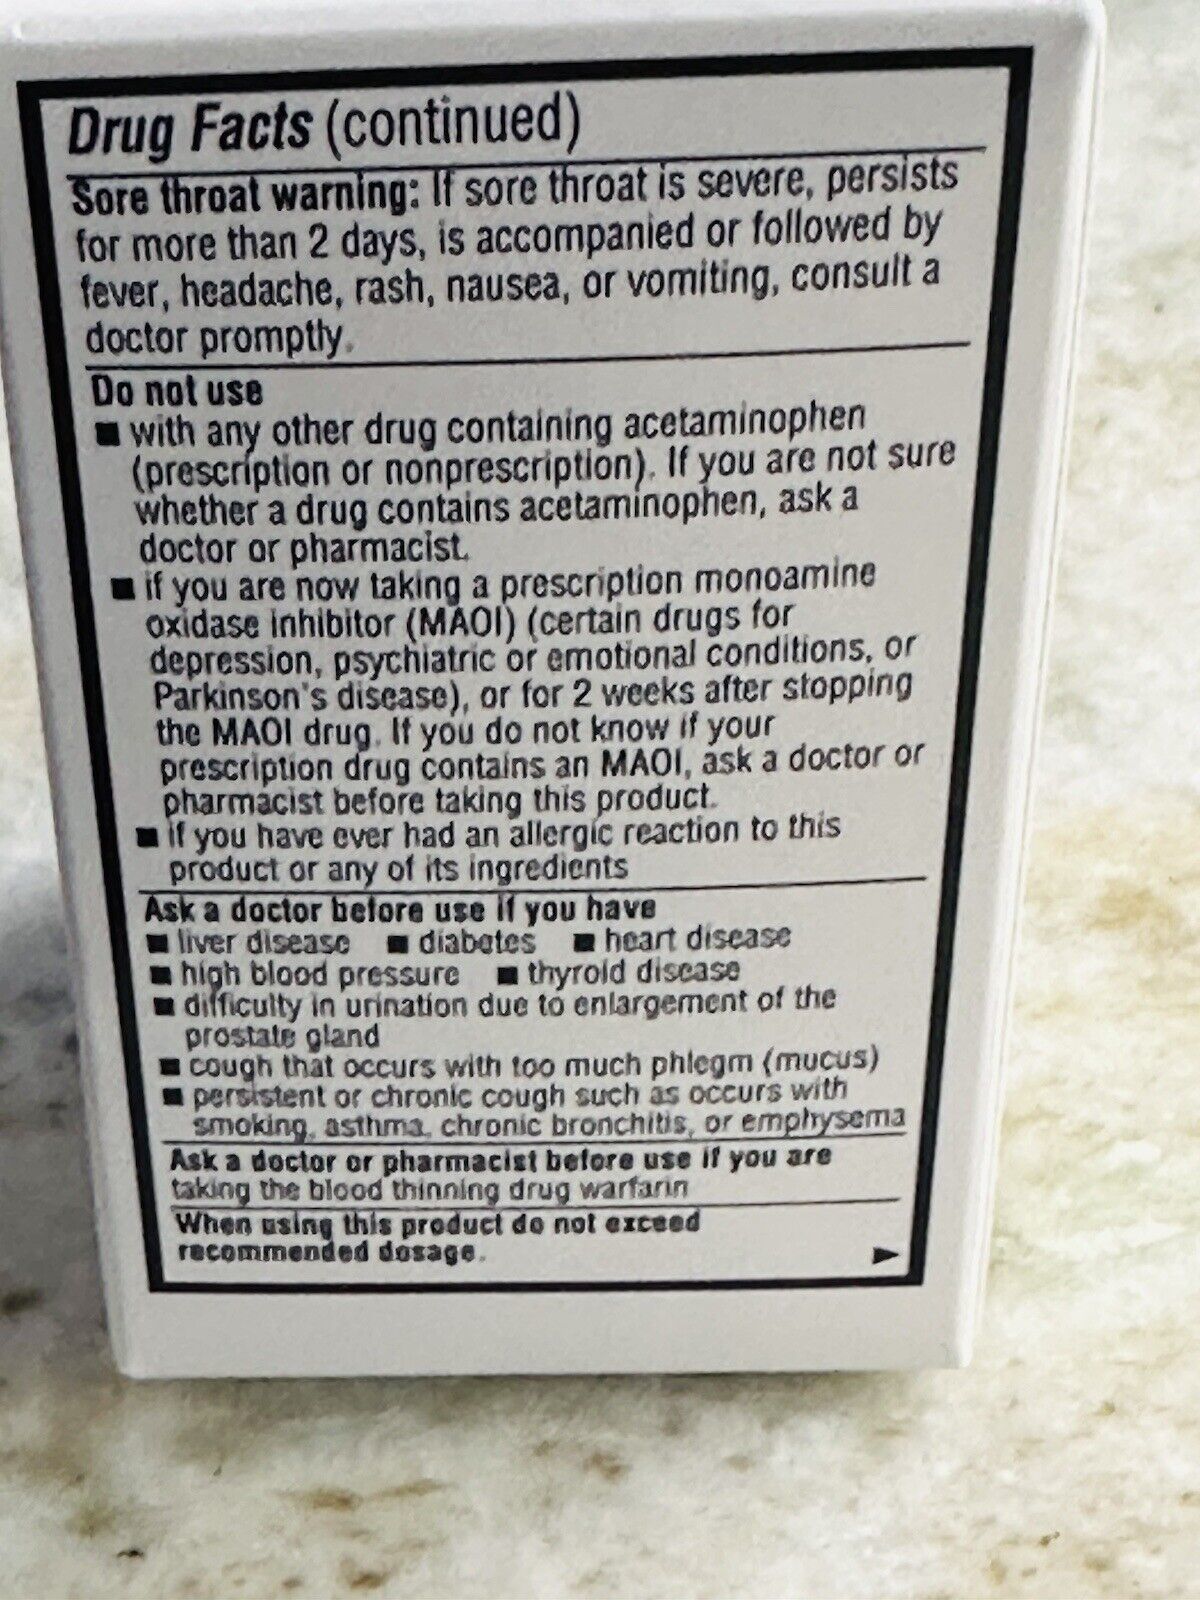 Drug Facts (continued)
Sore throat warning: If sore throat is severe, persists
for more than 2 days, is accompanied or followed by
fever, headache, rash, nausea, or vomiting, consult a
doctor promptly.
Do not use
■ with any other drug containing acetaminophen
(prescription or nonprescription). If you are not sure
whether a drug contains acetaminophen, ask a
doctor or pharmacist.
■ if you are now taking a prescription monoamine
oxidase inhibitor (MAOI) (certain drugs for
depression, psychiatric or emotional conditions, or
Parkinson's disease), or for 2 weeks after stopping
the MAOI drug. If you do not know if your
prescription drug contains an MAOI, ask a doctor or
pharmacist before taking this product.
■ if you have ever had an allergic reaction to this
product or any of its ingredients
Ask a doctor before use if you have
■ liver disease ■ diabetes ■ heart disease
■ high blood pressure ■ thyroid disease
■ difficulty in urination due to enlargement of the
prostate gland
■ cough that occurs with too much phlegm (mucus)
■ persistent or chronic cough such as occurs with
smoking, asthma, chronic bronchitis, or emphysema
Ask a doctor or pharmacist before use if you are
taking the blood thinning drug warfarin
When using this product do not exceed
recommended dosage.